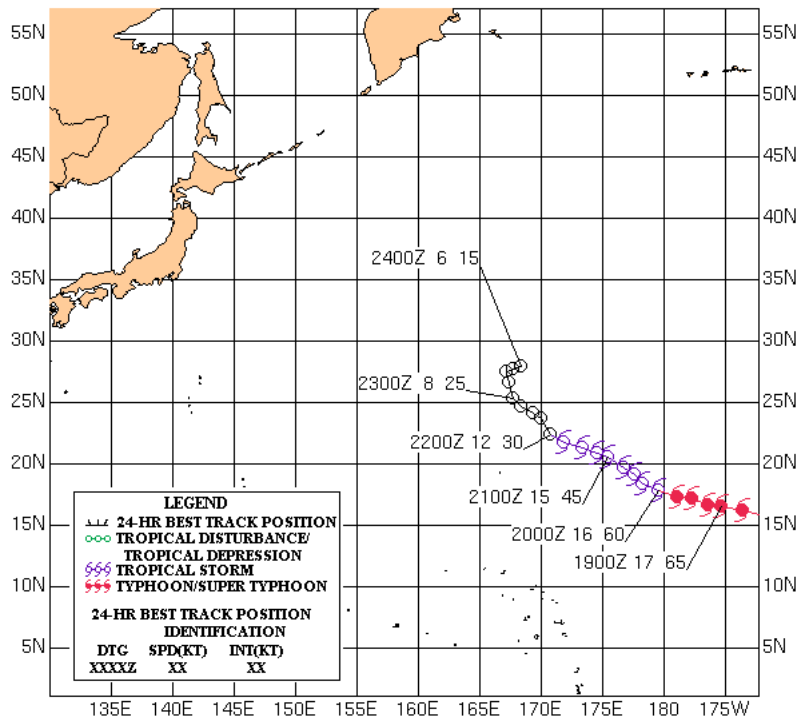 55N 55N
50N 50N
45N 45N
40N 40N
2400Z 6 15
35N 35N
30N 30N
2300Z 8 25
25N 25N
2200Z 12 30
20N 20N
2100Z 15 45
2000Z 16 60
1900Z 17 65
15N 15N
10N 10N
5N 5N
LEGEND
24-HR BEST TRACK POSITION
TROPICAL DISTURBANCE/
TROPICAL DEPRESSION
TROPICAL STORM
TYPHOON/SUPER TYPHOON
24-HR BEST TRACK POSITION
IDENTIFICATION
DTG SPD(KT) INT(KT)
XXXXZ XX XX
135E 140E 145E 150E 155E 160E 165E 170E 175E 180 175W